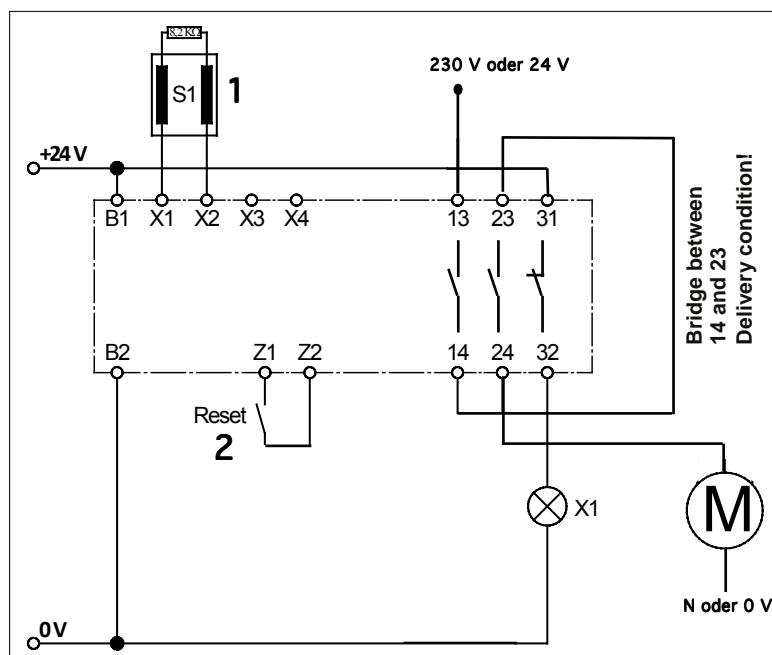 8,2 KΩ
S1
1
230 V oder 24 V
+24 V
B1 X1 X2 X3 X4 13 23 31
Bridge between
14 and 23
Delivery condition!
B2 Z1 Z2 14 24 32
Reset
2
X1
M
N oder 0 V
0 V